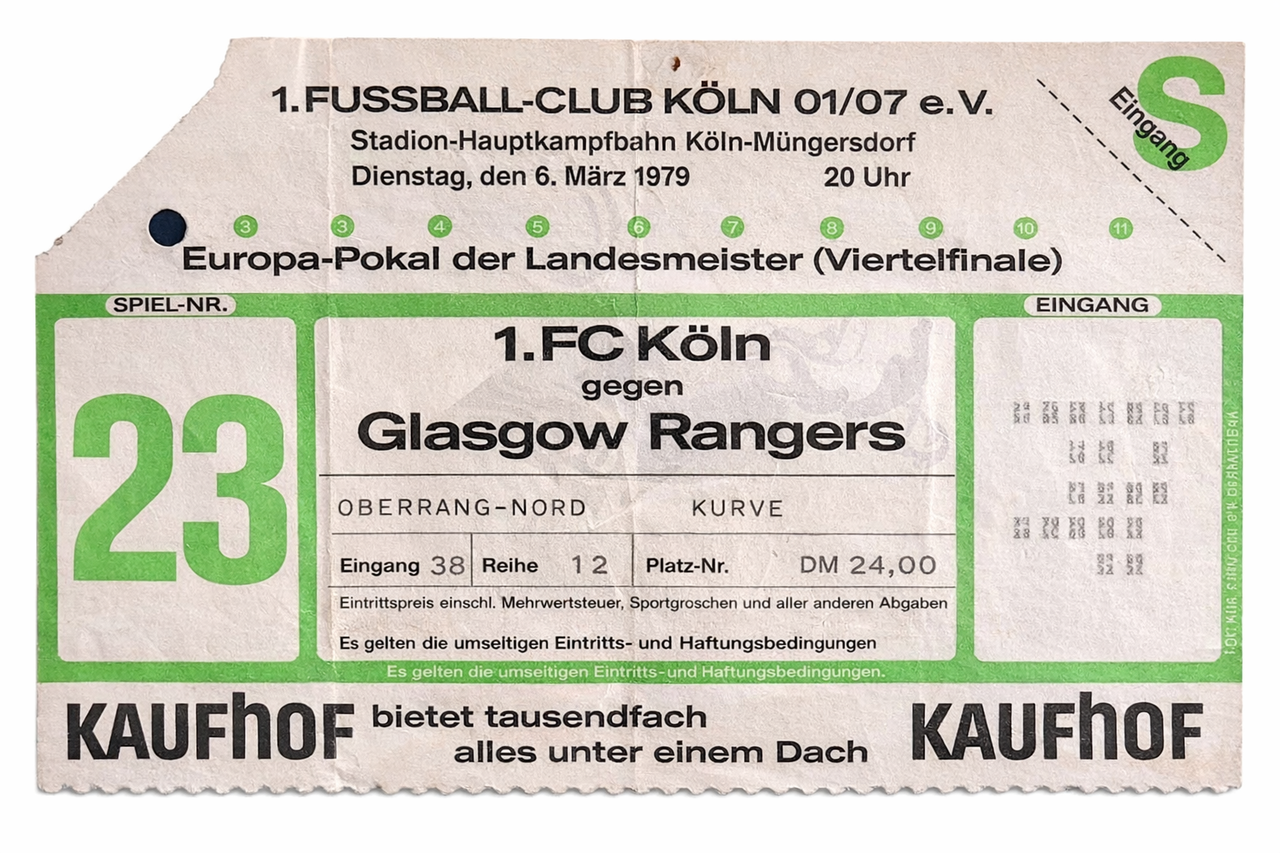 1. FUSSBALL-CLUB KÖLN 01/07 e.V.
Eingang S
Stadion-Hauptkampfbahn Köln-Müngersdorf
Dienstag, den 6. März 1979 20 Uhr
3 3 4 5 6 7 8 9 10 11
Europa-Pokal der Landesmeister (Viertelfinale)
SPIEL-NR.
23
1. FC Köln
gegen
Glasgow Rangers
OBERRANG-NORD KURVE
Eingang 38 Reihe 12 Platz-Nr. DM 24,00
Eintrittspreis einschl. Mehrwertsteuer, Sportgroschen und aller anderen Abgaben
Es gelten die umseitigen Eintritts- und Haftungsbedingungen
Es gelten die umseitigen Eintritts- und Haftungsbedingungen.
EINGANG
KAUFhOF bietet tausendfach
alles unter einem Dach
KAUFhOF